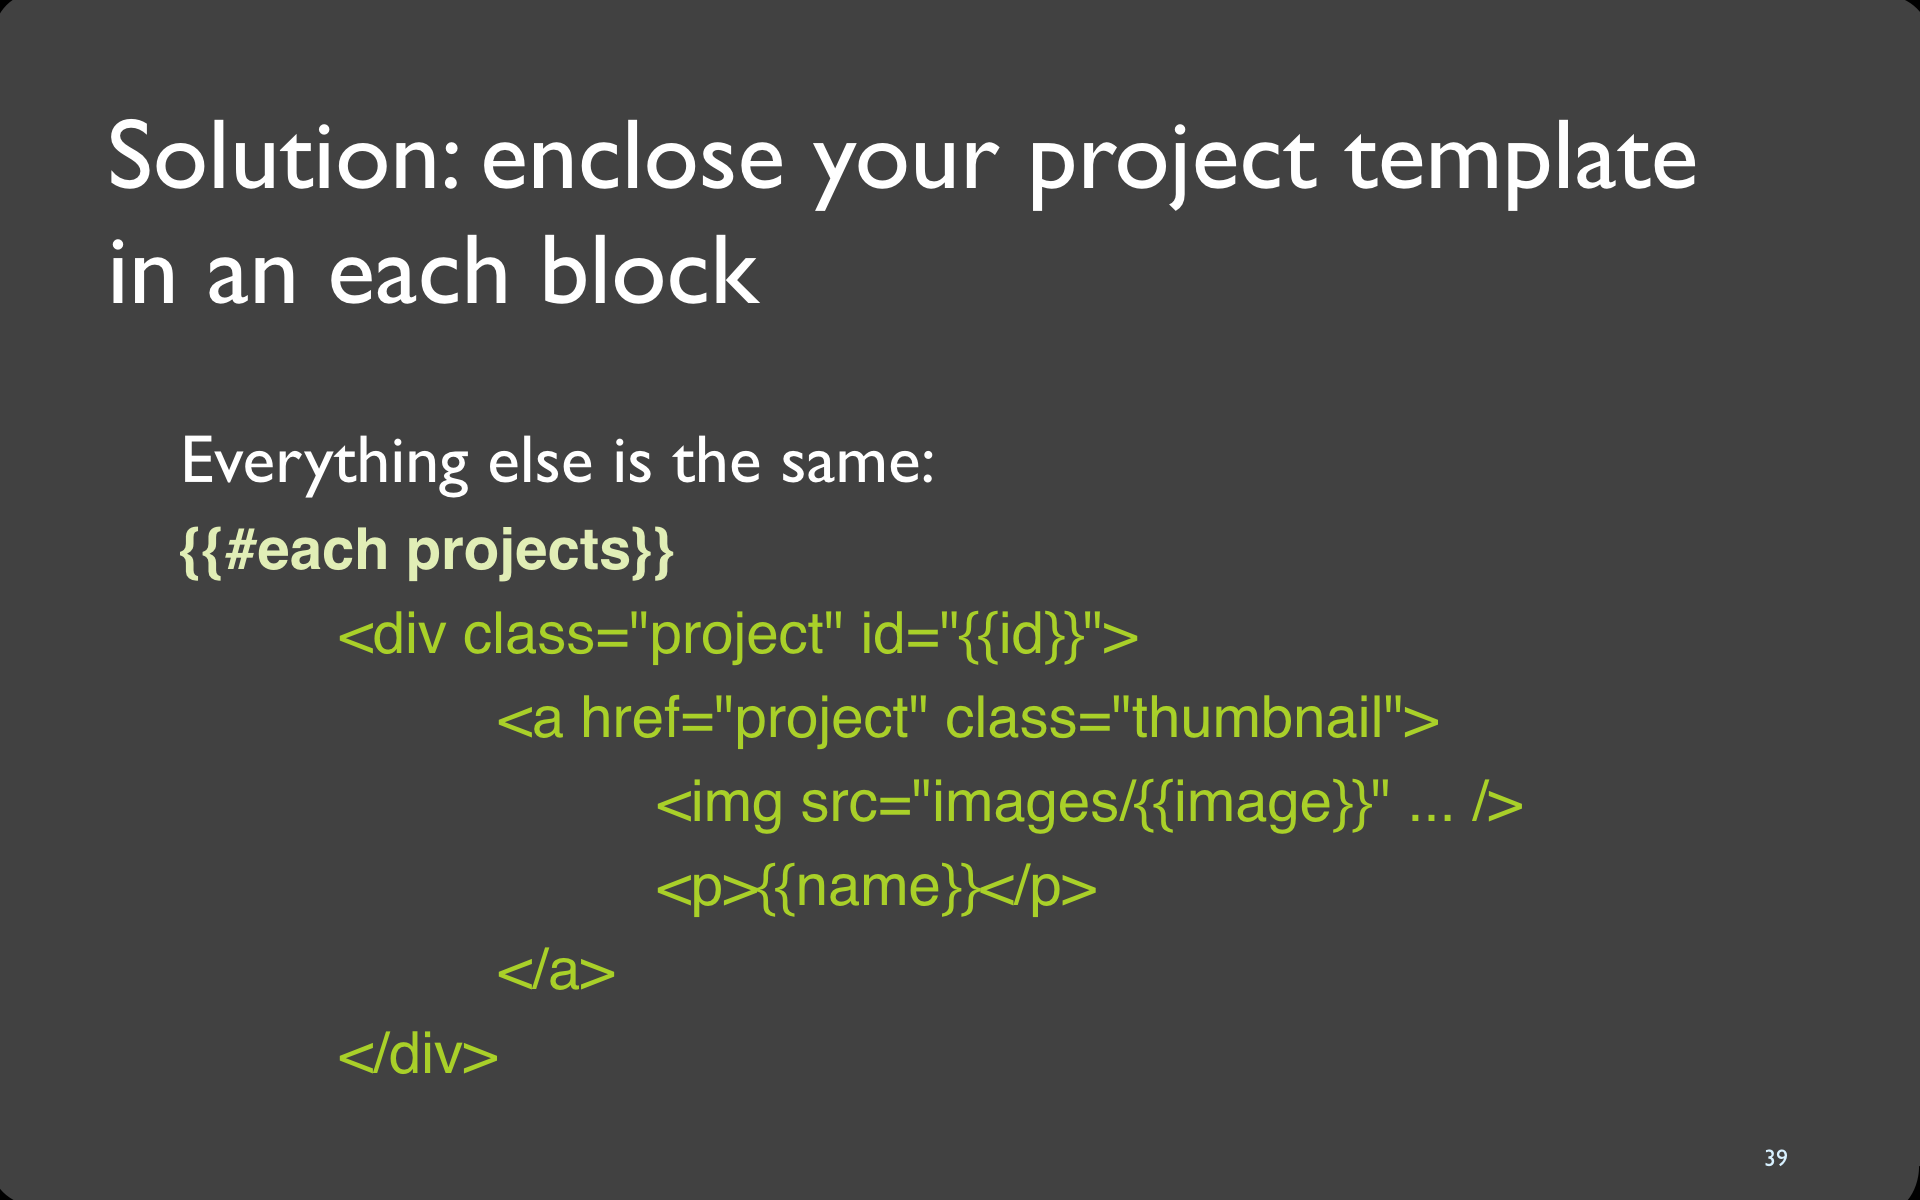 Solution: enclose your project template
in an each block
Everything else is the same:
{{#each projects}}
<div class="project" id="{{id}}">
<a href="project" class="thumbnail">
<img src="images/{{image}}" ... />
<p>{{name}}</p>
</a>
</div>
39